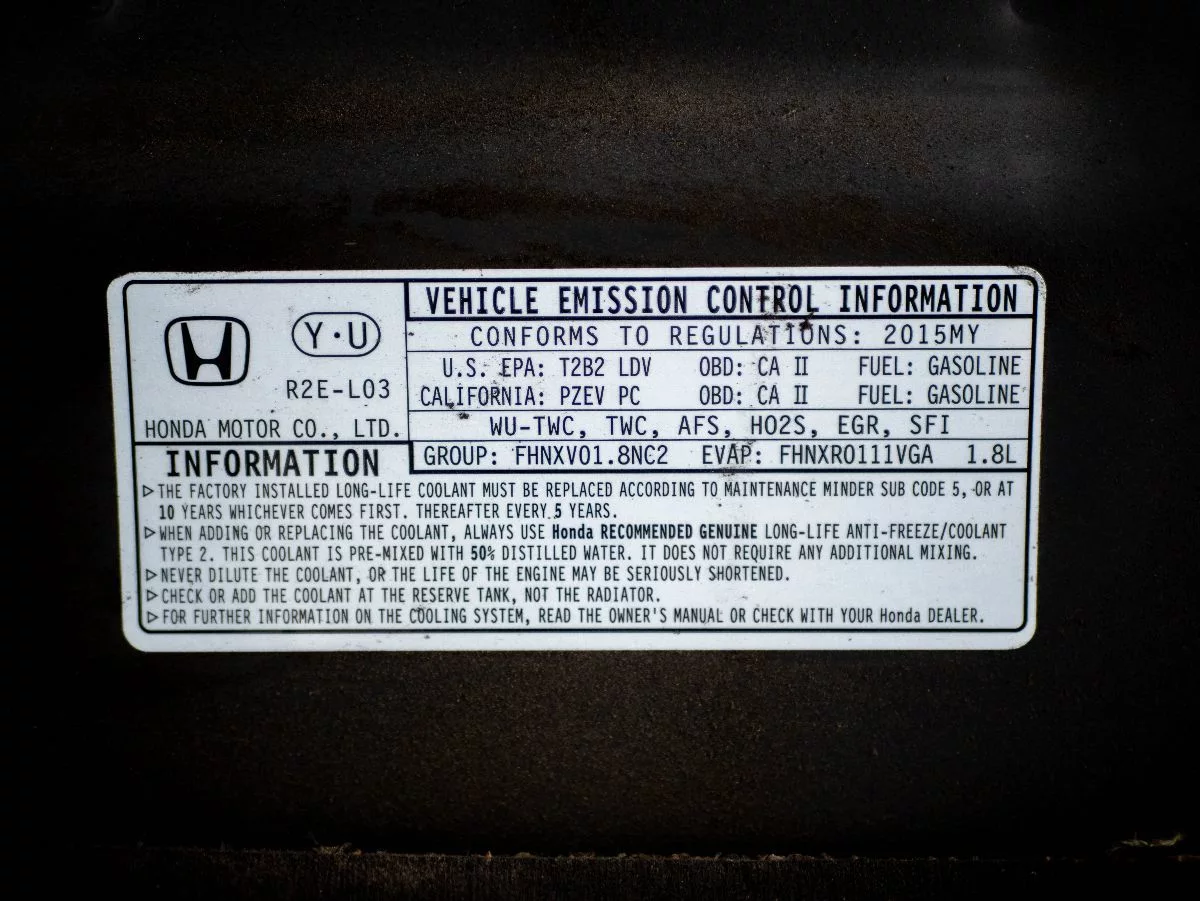 VEHICLE EMISSION CONTROL INFORMATION
Y·U
R2E-L03
HONDA MOTOR CO., LTD.
CONFORMS TO REGULATIONS: 2015MY
U.S. EPA: T2B2 LDV OBD: CA II FUEL: GASOLINE
CALIFORNIA: PZEV PC OBD: CA II FUEL: GASOLINE
WU-TWC, TWC, AFS, HO2S, EGR, SFI
GROUP: FHNXV01.8NC2 EVAP: FHNXR0111VGA 1.8L
INFORMATION
▷THE FACTORY INSTALLED LONG-LIFE COOLANT MUST BE REPLACED ACCORDING TO MAINTENANCE MINDER SUB CODE 5, OR AT
10 YEARS WHICHEVER COMES FIRST. THEREAFTER EVERY 5 YEARS.
▷WHEN ADDING OR REPLACING THE COOLANT, ALWAYS USE Honda RECOMMENDED GENUINE LONG-LIFE ANTI-FREEZE/COOLANT
TYPE 2. THIS COOLANT IS PRE-MIXED WITH 50% DISTILLED WATER. IT DOES NOT REQUIRE ANY ADDITIONAL MIXING.
▷NEVER DILUTE THE COOLANT, OR THE LIFE OF THE ENGINE MAY BE SERIOUSLY SHORTENED.
▷CHECK OR ADD THE COOLANT AT THE RESERVE TANK, NOT THE RADIATOR.
▷FOR FURTHER INFORMATION ON THE COOLING SYSTEM, READ THE OWNER'S MANUAL OR CHECK WITH YOUR Honda DEALER.